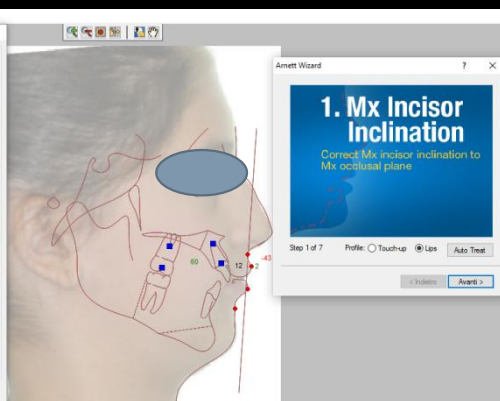 Arnett Wizard ? X
1. Mx Incisor
Inclination
Correct Mx incisor inclination to
Mx occlusal plane
Step 1 of 7 Profile: Touch-up Lips Auto Treat
< Indietro Avanti >
60 12 2 -43